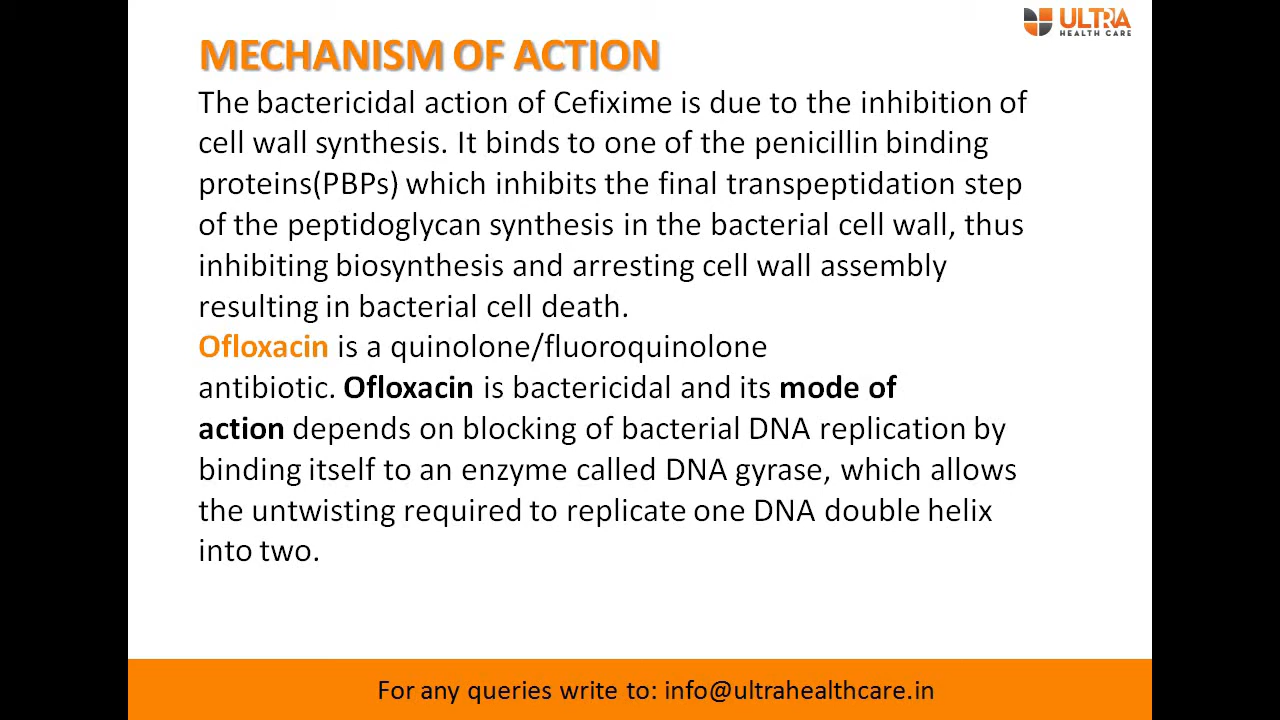 ULTRA
HEALTH CARE
MECHANISM OF ACTION
The bactericidal action of Cefixime is due to the inhibition of
cell wall synthesis. It binds to one of the penicillin binding
proteins(PBPs) which inhibits the final transpeptidation step
of the peptidoglycan synthesis in the bacterial cell wall, thus
inhibiting biosynthesis and arresting cell wall assembly
resulting in bacterial cell death.
Ofloxacin is a quinolone/fluoroquinolone
antibiotic. Ofloxacin is bactericidal and its mode of
action depends on blocking of bacterial DNA replication by
binding itself to an enzyme called DNA gyrase, which allows
the untwisting required to replicate one DNA double helix
into two.
For any queries write to: info@ultrahealthcare.in